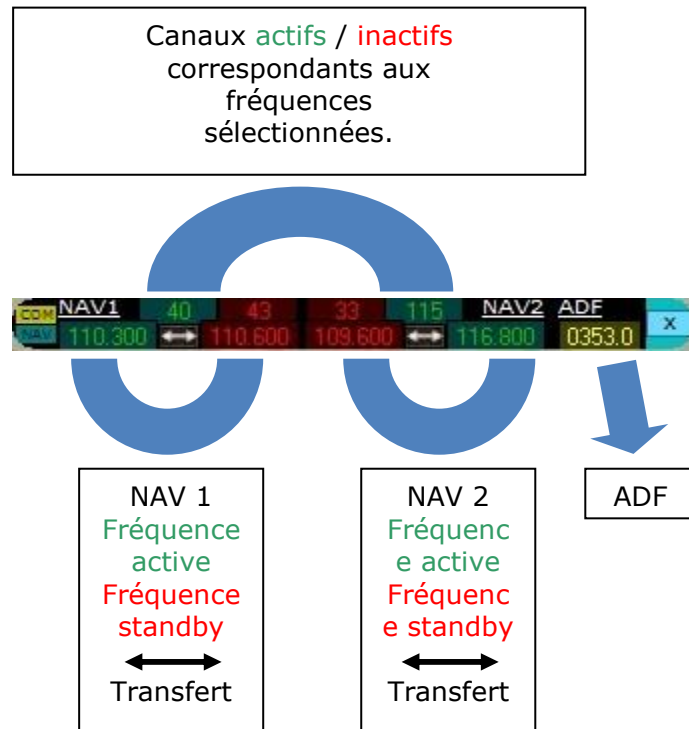 Canaux actifs / inactifs
correspondants aux
fréquences
sélectionnées.
COM NAV1 40 43 33 115 NAV2 ADF X
NAV 110.300 110.600 109.600 116.800 0353.0
NAV 1
Fréquence
active
Fréquence
standby
Transfert
NAV 2
Fréquenc
e active
Fréquenc
e standby
Transfert
ADF